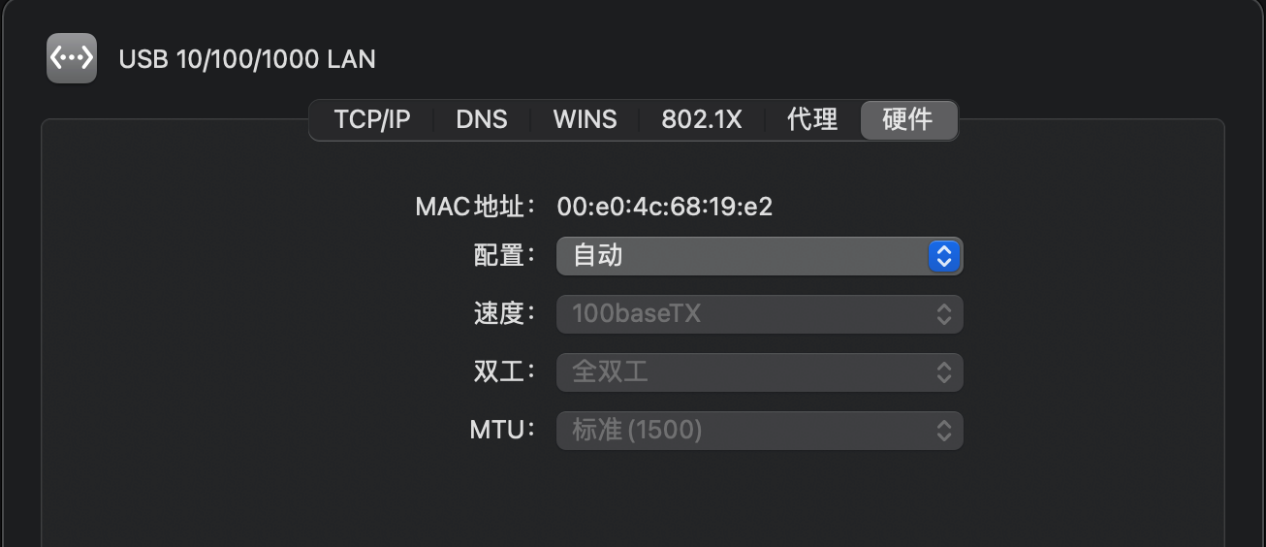 USB 10/100/1000 LAN
TCP/IP DNS WINS 802.1X 代理 硬件
MAC地址： 00:e0:4c:68:19:e2
配置： 自动
速度： 100baseTX
双工： 全双工
MTU： 标准 (1500)